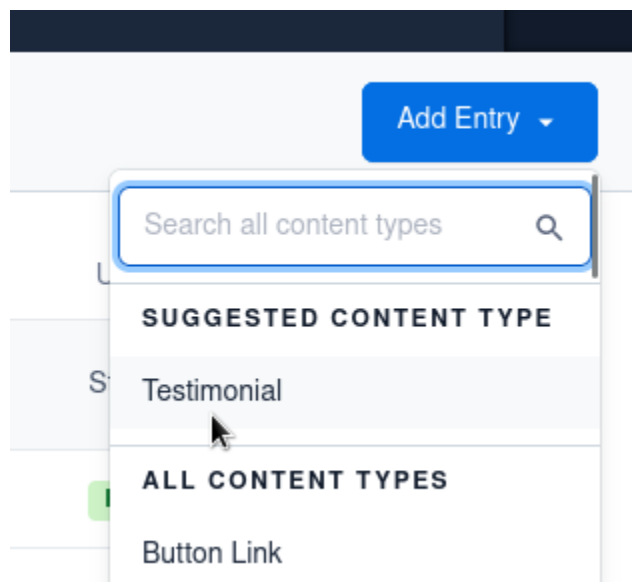 Add Entry
Search all content types
SUGGESTED CONTENT TYPE
Testimonial
ALL CONTENT TYPES
Button Link